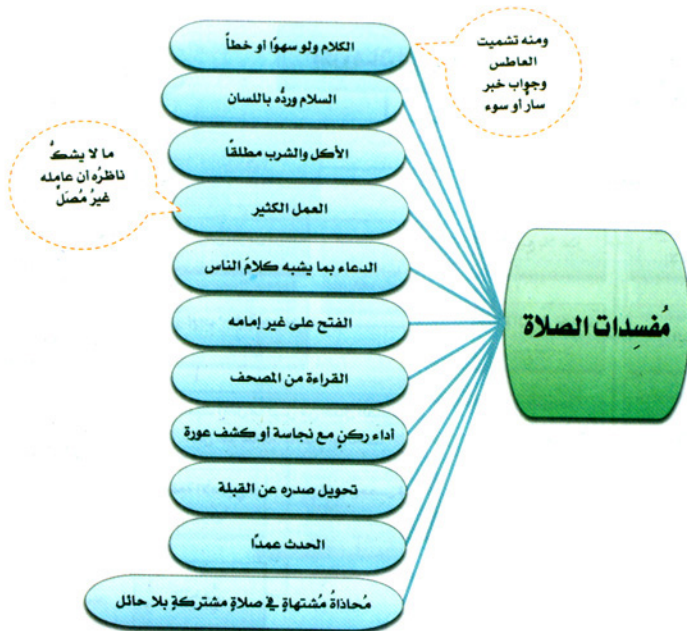 مُفسِدات الصلاة
الكلام ولو سهوًا أو خطأً
ومنه تشميت
العاطس
وجواب خبر
سارٍّ أو سوء
السلام وردُّه باللسان
الأكل والشرب مطلقًا
العمل الكثير
ما لا يشكُّ
ناظرُه أن عامله
غيرُ مُصَلٍّ
الدعاء بما يشبه كلامَ الناس
الفتح على غير إمامه
القراءة من المصحف
أداء ركنٍ مع نجاسة أو كشف عورة
تحويل صدره عن القبلة
الحدث عمدًا
مُحاذاةُ مُشتهاةٍ في صلاةٍ مشتركةٍ بلا حائل